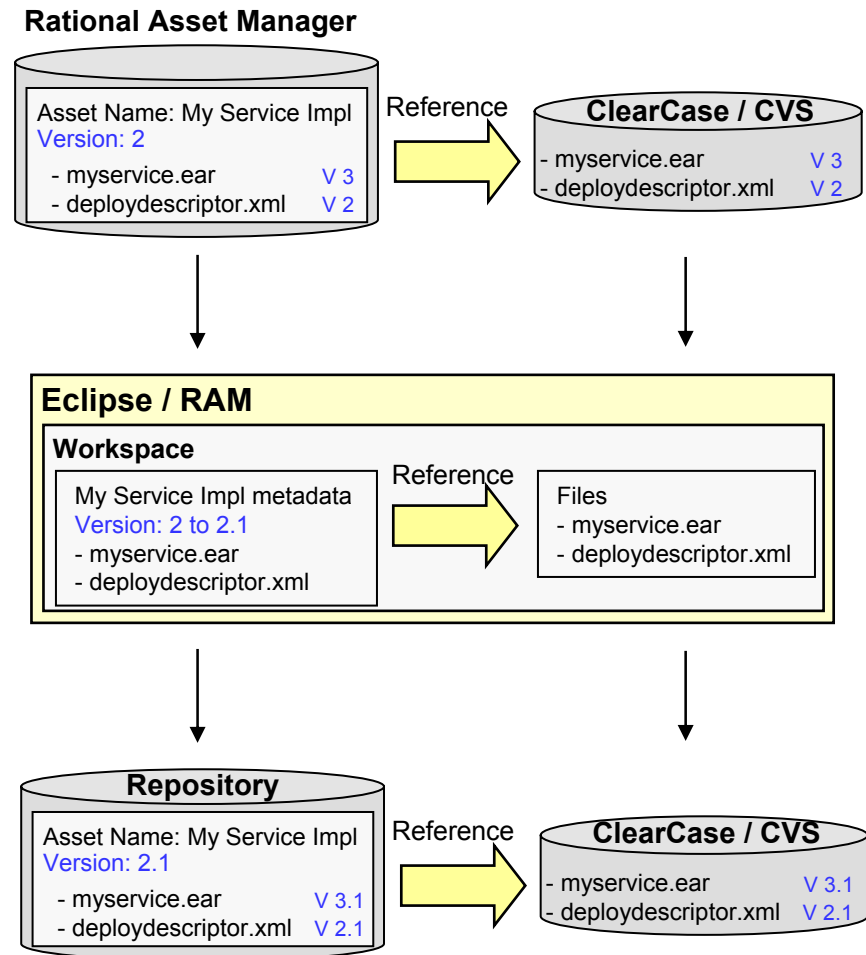 Rational Asset Manager
Asset Name: My Service Impl
Version: 2
- myservice.ear V 3
- deploydescriptor.xml V 2
Reference
ClearCase / CVS
- myservice.ear V 3
- deploydescriptor.xml V 2
Eclipse / RAM
Workspace
My Service Impl metadata
Version: 2 to 2.1
- myservice.ear
- deploydescriptor.xml
Reference
Files
- myservice.ear
- deploydescriptor.xml
Repository
Asset Name: My Service Impl
Version: 2.1
- myservice.ear V 3.1
- deploydescriptor.xml V 2.1
Reference
ClearCase / CVS
- myservice.ear V 3.1
- deploydescriptor.xml V 2.1